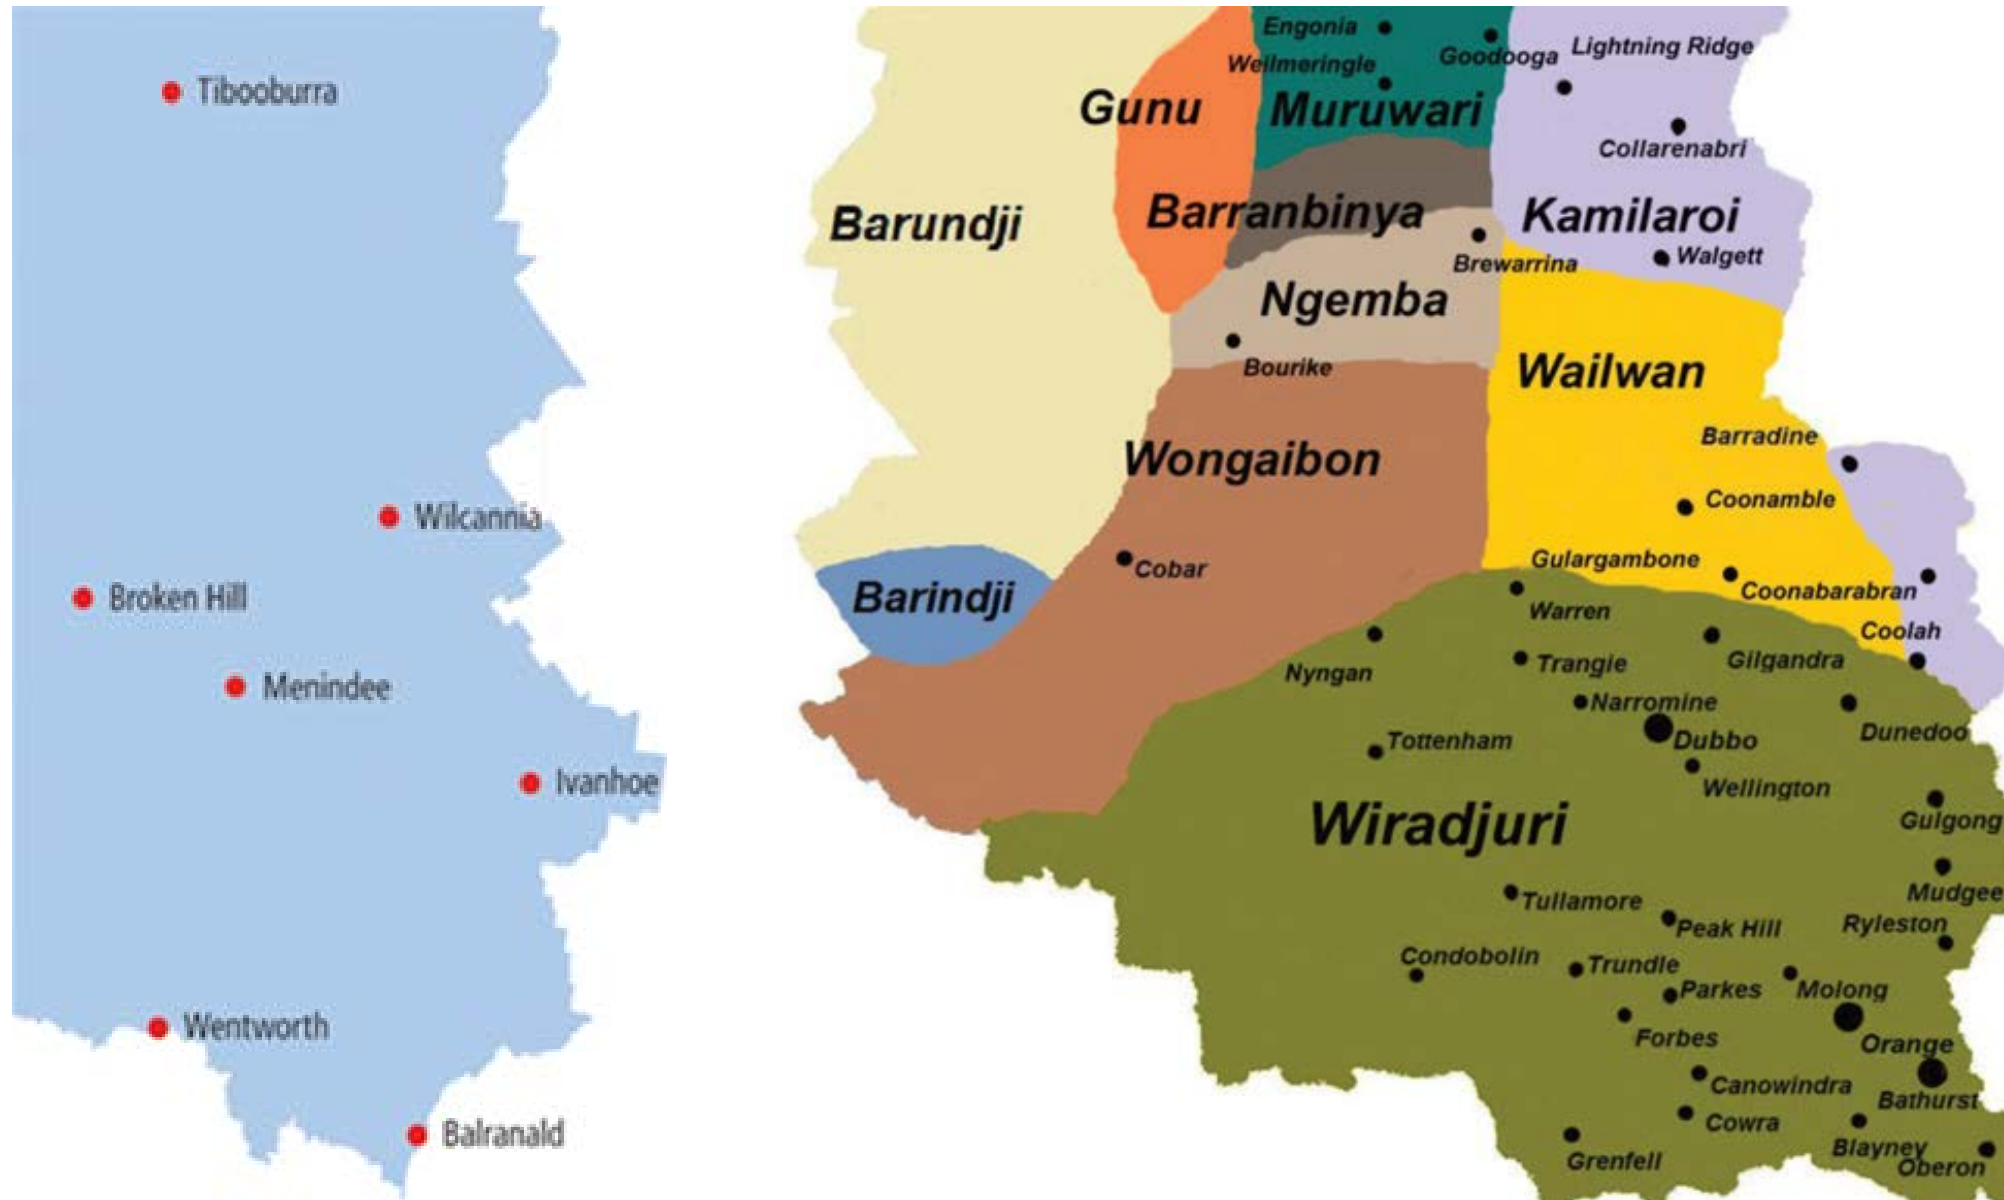 Tibooburra
Wilcannia
Broken Hill
Menindee
Ivanhoe
Wentworth
Balranald
Engonia
Weilmeringle
Goodooga
Lightning Ridge
Gunu
Muruwari
Collarenabri
Barundji
Barranbinya
Kamilaroi
Brewarrina
Walgett
Ngemba
Bourike
Wailwan
Barradine
Wongaibon
Coonamble
Cobar
Gulargambone
Barindji
Coonabarabran
Warren
Coolah
Nyngan
Trangie
Gilgandra
Narromine
Tottenham
Dubbo
Dunedoo
Wellington
Wiradjuri
Gulgong
Tullamore
Mudgee
Peak Hill
Ryleston
Condobolin
Trundle
Parkes
Molong
Forbes
Orange
Canowindra
Bathurst
Cowra
Blayney
Grenfell
Oberon